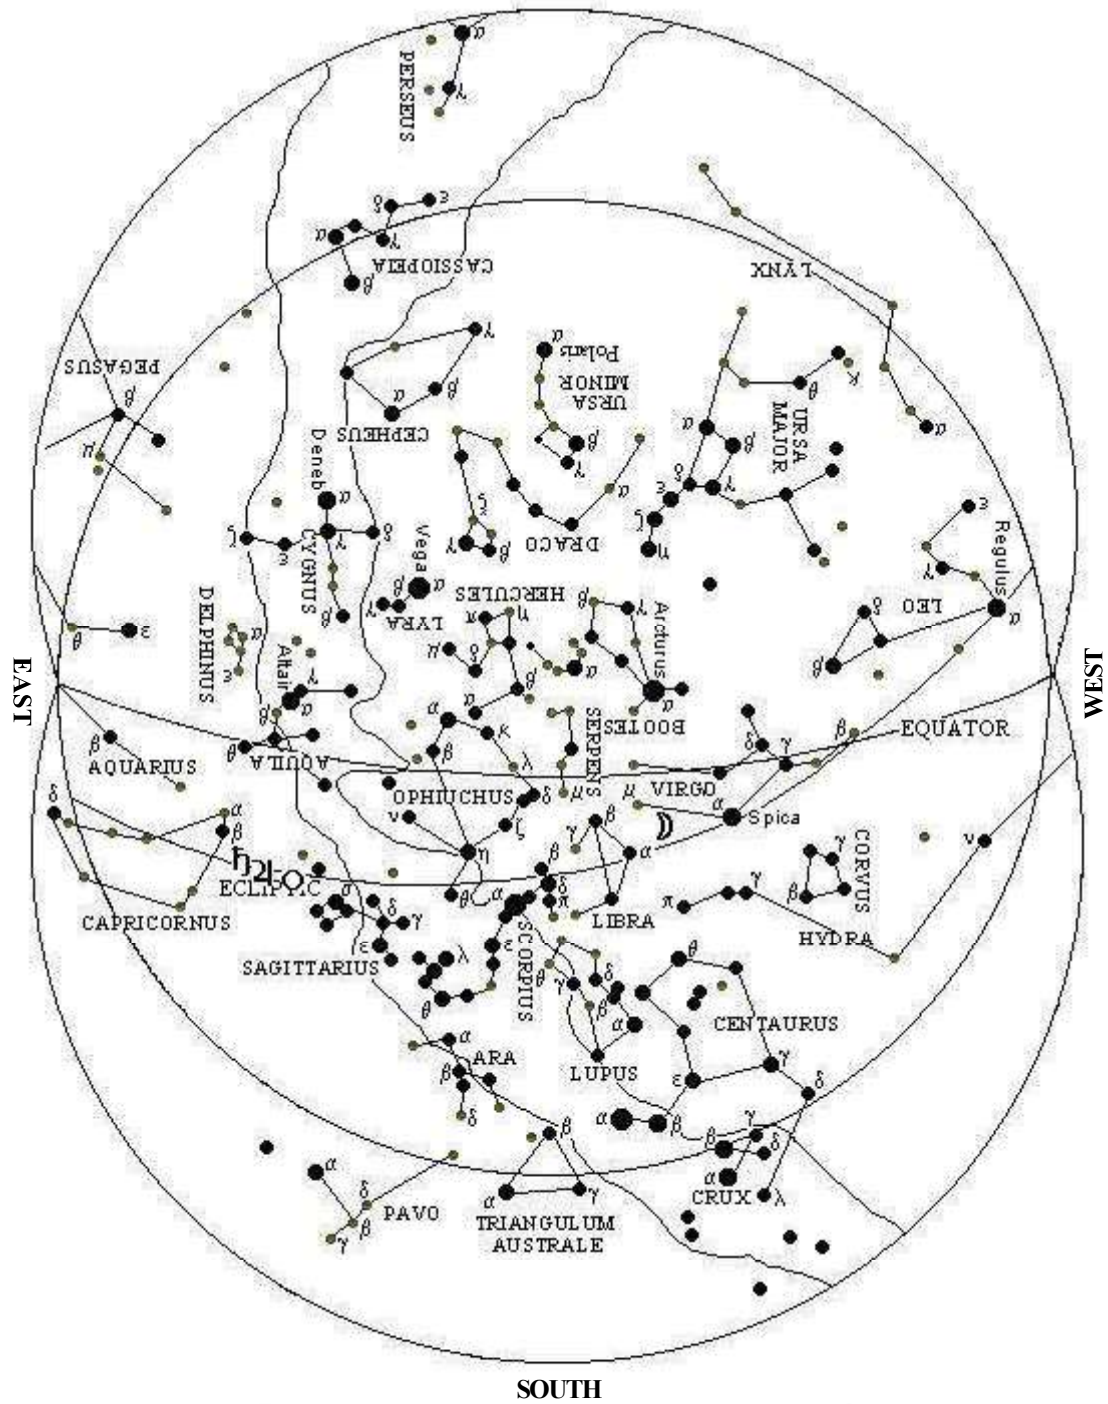 α
PERSEUS
γ
δ
ε
α
γ
β
CASSIOPEIA
LYNX
PEGASUS
γ
α
Polaris
URSA
MINOR
κ
θ
URSA
MAJOR
β
α
CEPHEUS
α
β
α
μ
β
γ
Deneb
α
δ
γ
α
ε
ζ
ζ
ε
η
ζ
γ
δ
CYGNUS
γ
β
DRACO
Regulus
γ
Vega
α
β
γ
LYRA
β
HERCULES
η
π
β
γ
Arcturus
δ
LEO
α
θ
ε
DELPHINUS
α
ε
μ
δ
α
β
EAST
WEST
Altair
γ
α
β
β
α
α
BOOTES
θ
AQUILA
α
κ
β
λ
SERPENS
β
δ
γ
EQUATOR
β
AQUARIUS
OPHIUCHUS
δ
μ
μ
VIRGO
α
Spica
δ
α
β
ν
ζ
γ
β
α
γ
CORVUS
ν
η
β
ECLIPTIC
θ
α
δ
π
π
γ
β
CAPRICORNUS
σ
δ
γ
LIBRA
HYDRA
SAGITTARIUS
ε
λ
ε
SCORPIUS
θ
θ
γ
δ
θ
β
α
CENTAURUS
α
ARA
β
LUPUS
ε
γ
δ
δ
α
β
β
γ
β
δ
α
α
δ
PAVO
β
γ
α
γ
CRUX
λ
TRIANGULUM
AUSTRALE
SOUTH